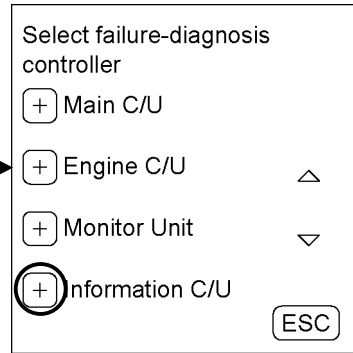 Select failure-diagnosis
controller
+ Main C/U
+ Engine C/U
+ Monitor Unit
+ Information C/U
ESC